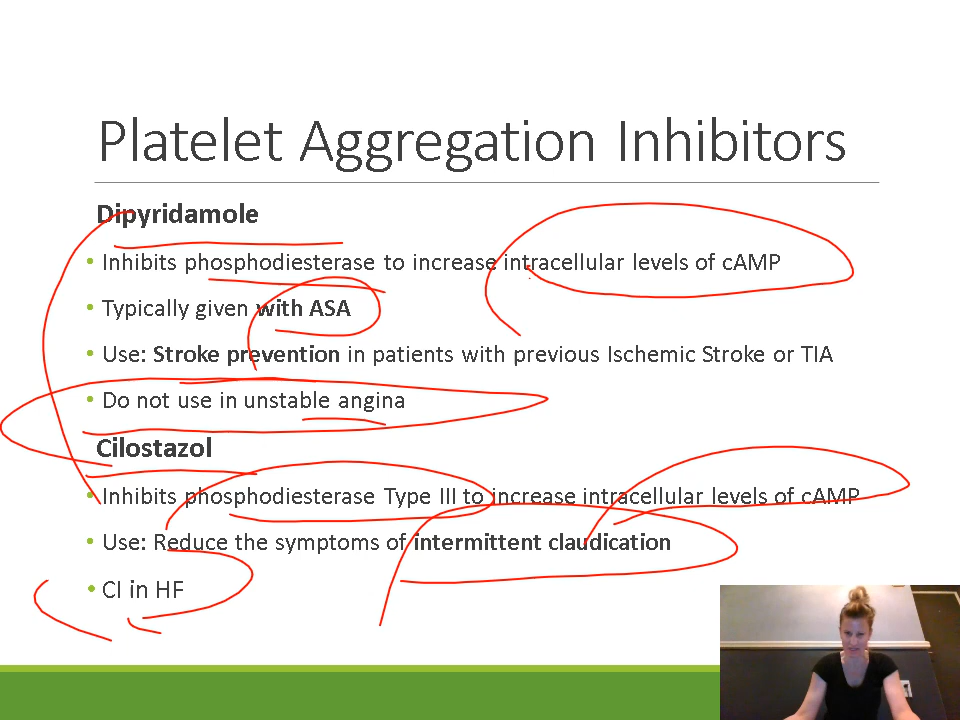 Platelet Aggregation Inhibitors
Dipyridamole
• Inhibits phosphodiesterase to increase intracellular levels of cAMP
• Typically given with ASA
• Use: Stroke prevention in patients with previous Ischemic Stroke or TIA
• Do not use in unstable angina
Cilostazol
• Inhibits phosphodiesterase Type III to increase intracellular levels of cAMP
• Use: Reduce the symptoms of intermittent claudication
• CI in HF